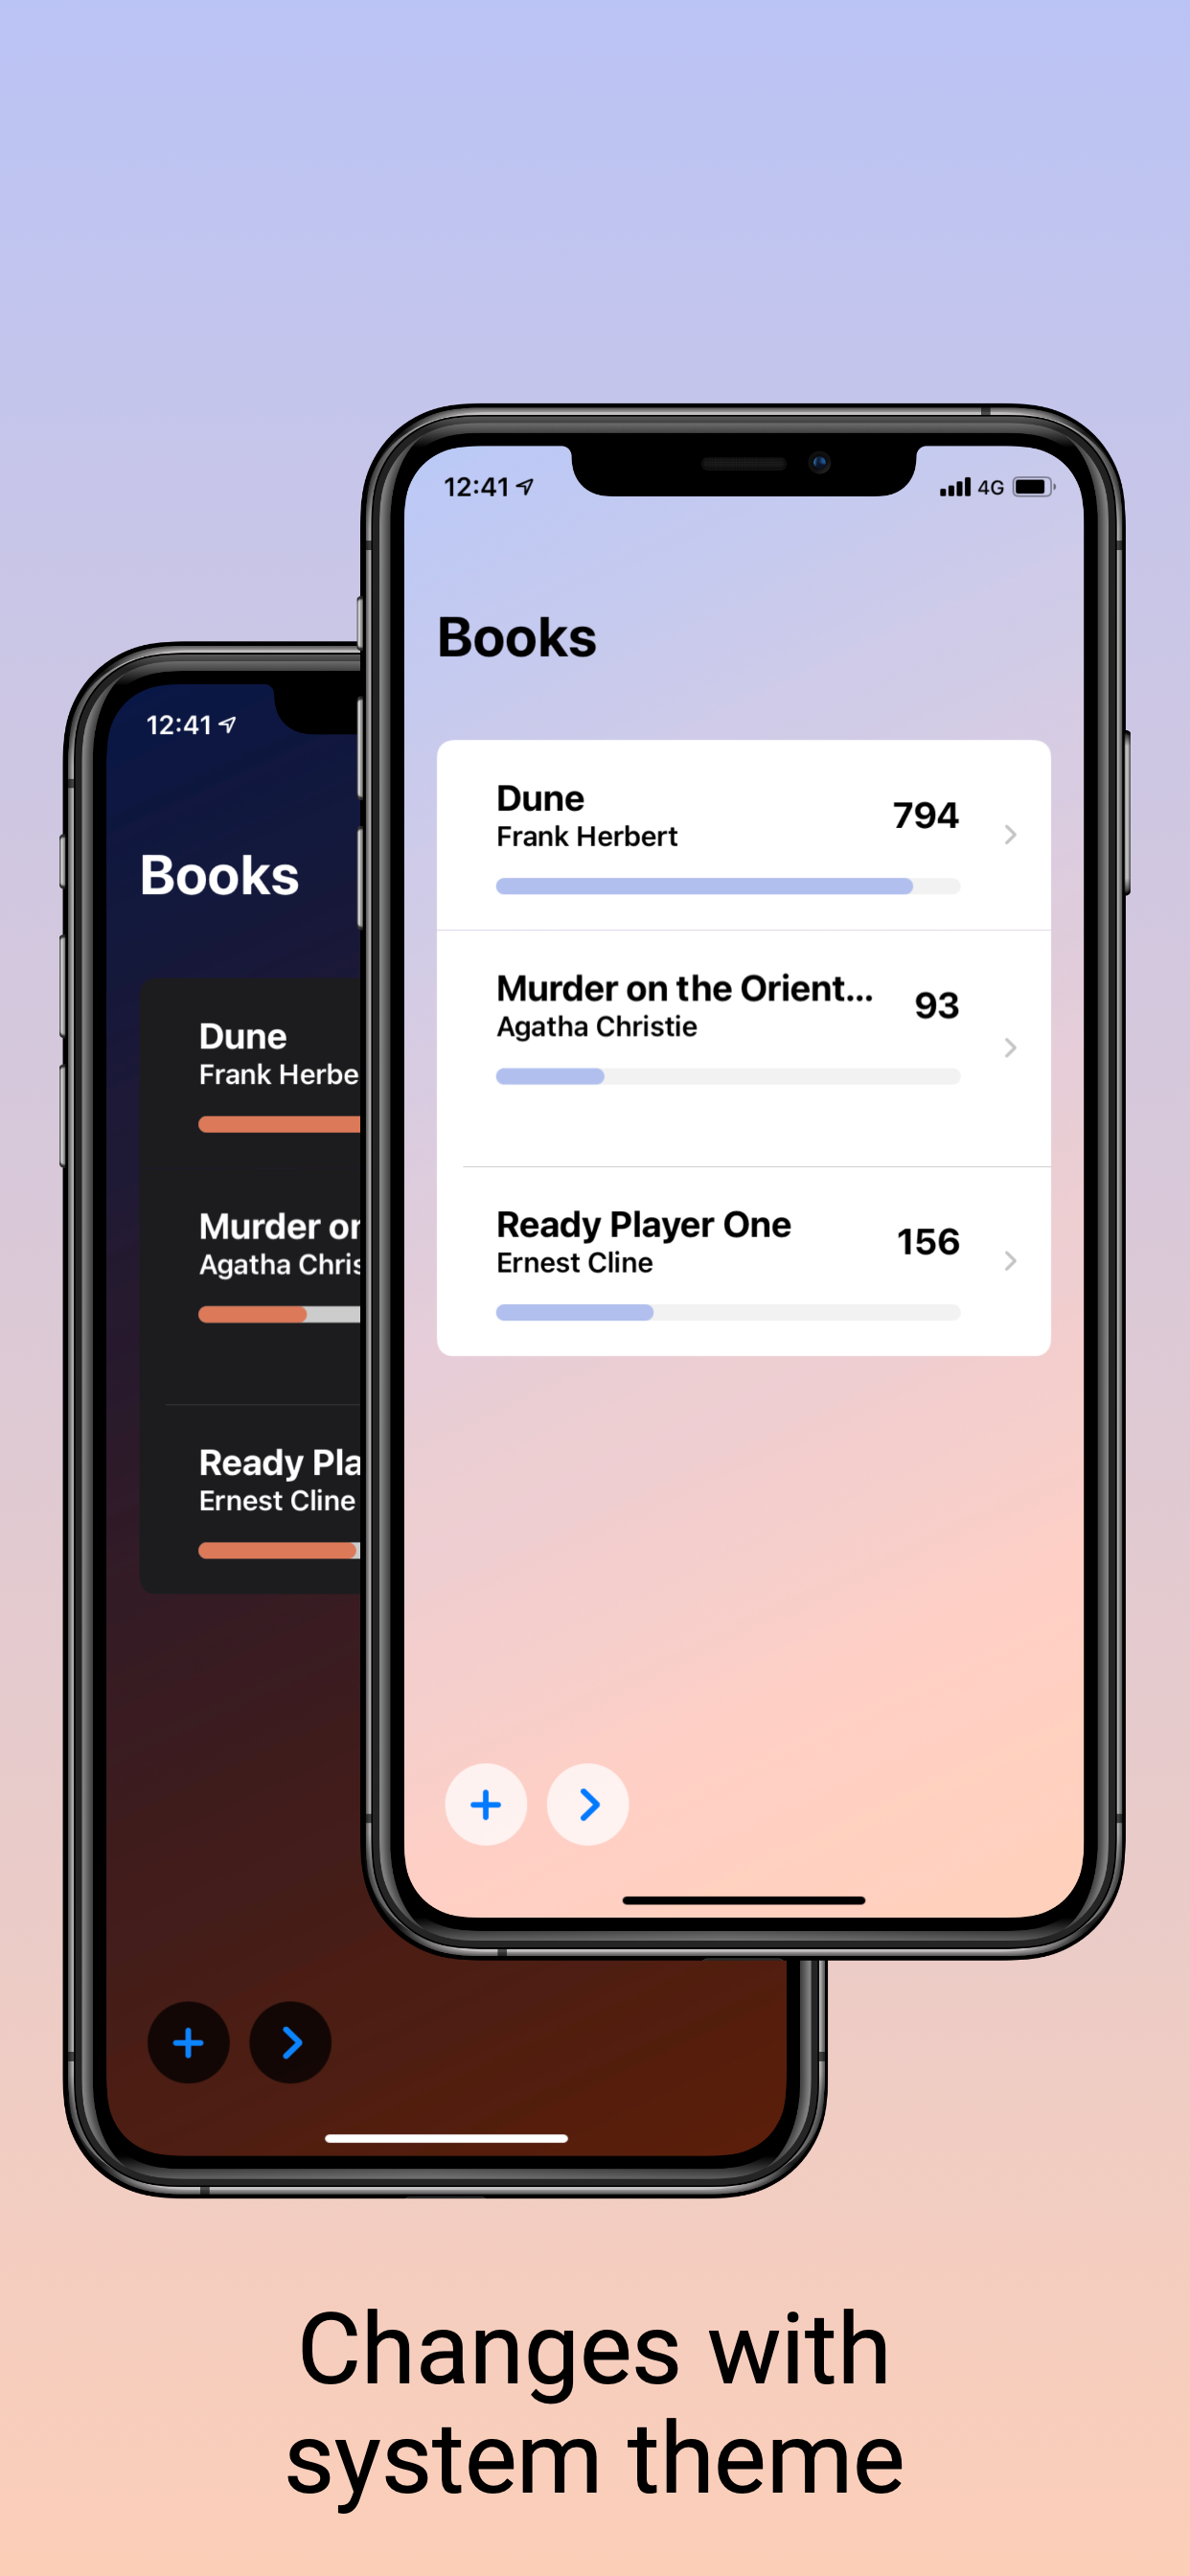 12:41
4G
Books
Dune
794
Frank Herbert
Murder on the Orient...
93
Agatha Christie
Ready Player One
156
Ernest Cline
12:41
Books
Dune
Frank Herbe
Murder or
Agatha Chris
Ready Pla
Ernest Cline
Changes with
system theme